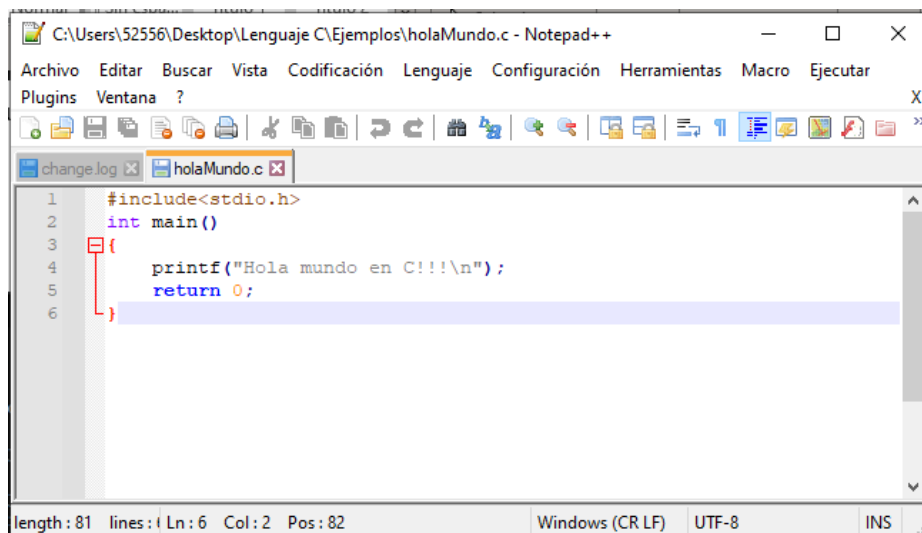 C:\Users\52556\Desktop\Lenguaje C\Ejemplos\holaMundo.c - Notepad++
Archivo Editar Buscar Vista Codificación Lenguaje Configuración Herramientas Macro Ejecutar
Plugins Ventana ? X
change.log holaMundo.c
1 #include<stdio.h>
2 int main()
3 {
4 printf("Hola mundo en C!!!\n");
5 return 0;
6 }
length : 81 lines : Ln : 6 Col : 2 Pos : 82 Windows (CR LF) UTF-8 INS